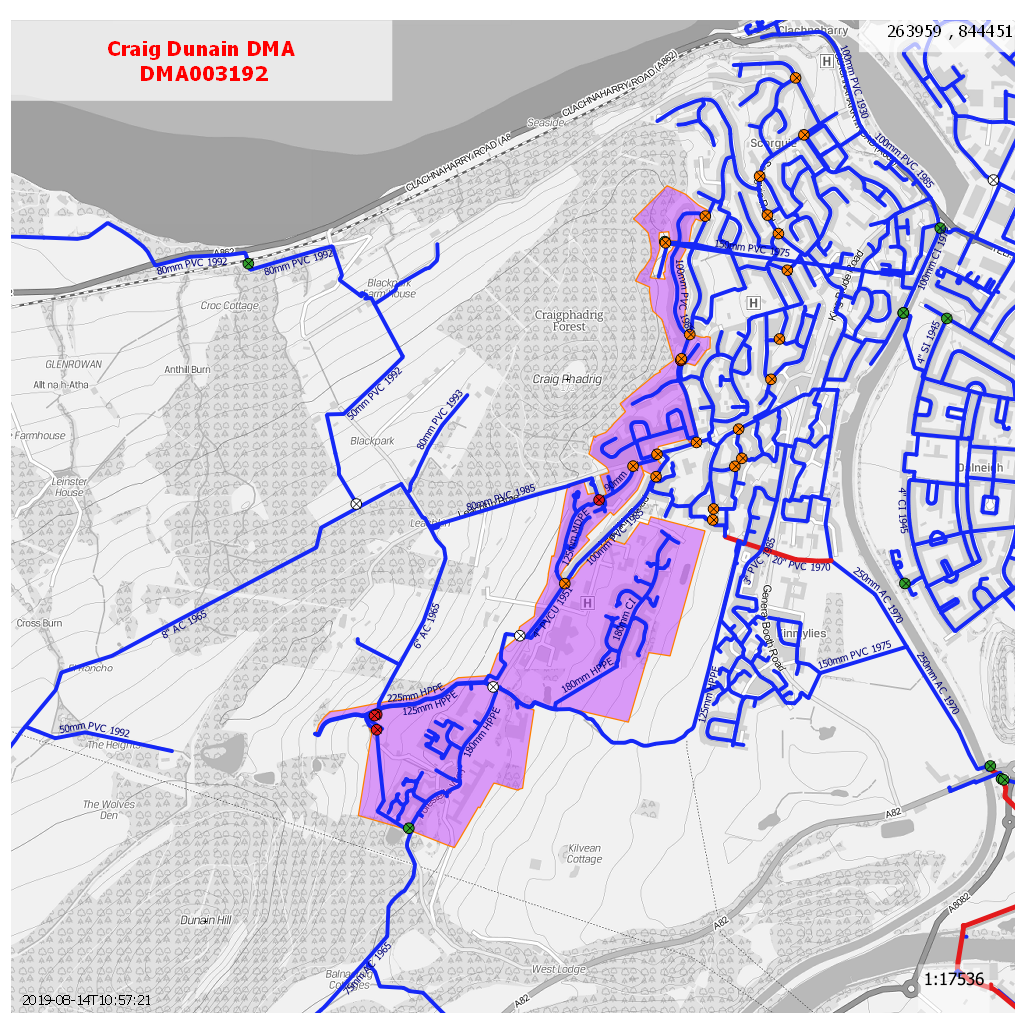 Craig Dunain DMA
DMA003192
263959 , 844451
Clachnaharry
CLACHNAHARRY ROAD (A862)
100mm PVC 1930
Seaside
CLACHNAHARRY ROAD (A8
Scorguie
100mm PVC 1985
A862
80mm PVC 1992
80mm PVC 1992
150mm PVC 1975
100mm CI
Blackpark
Farmhouse
King Brude Road
Croc Cottage
100mm PVC
Craigphadrig
Forest
4" SI 1945
GLENROWAN
Anthill Burn
Allt na h-Atha
Craig Phadrig
50mm PVC 1992
80mm PVC 1993
Farmhouse
Blackpark
Dalneigh
Leinster
House
80mm PVC 1985
90mm
4" CI 1945
125mm MDPE
100mm PVC 1985
3" PVC 1985
20" PVC 1970
250mm AC 1970
4" PVCU 1951
Cross Burn
8" AC 1965
6" AC 1965
180mm CI
General Booth Road
Kinmylies
150mm PVC 1975
180mm HPPE
250mm AC 1970
225mm HPPE
125mm HPPE
125mm HPPE
180mm HPPE
50mm PVC 1992
The Heights
The Wolves
Den
A82
Kilvean
Cottage
Dunain Hill
A82
A8082
West Lodge
75mm AC 1965
1:17536
A82
2019-08-14T10:57:21